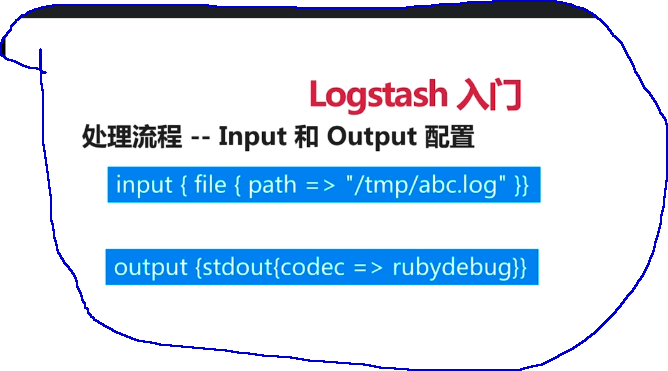 Logstash 入门
处理流程 -- Input 和 Output 配置
input { file { path => "/tmp/abc.log" }}
output {stdout{codec => rubydebug}}